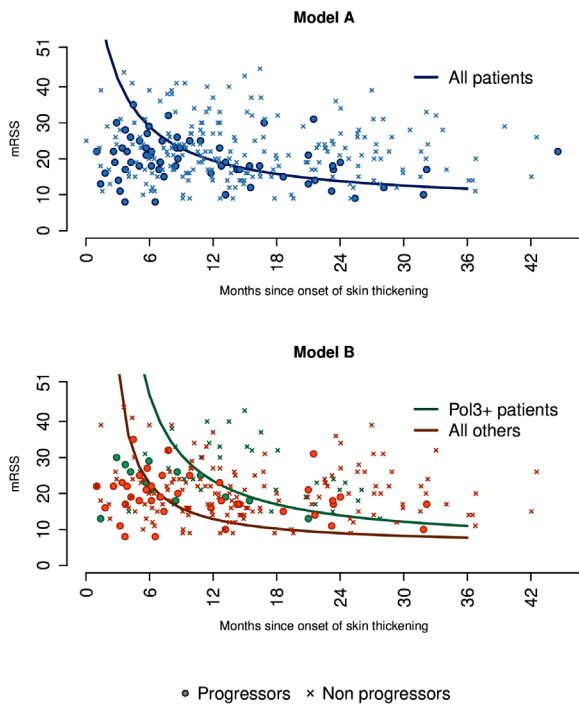 Model A
51
40
30
20
10
0
mRSS
All patients
0 6 12 18 24 30 36 42
Months since onset of skin thickening
Model B
51
40
30
20
10
0
mRSS
Pol3+ patients
All others
0 6 12 18 24 30 36 42
Months since onset of skin thickening
Progressors × Non progressors